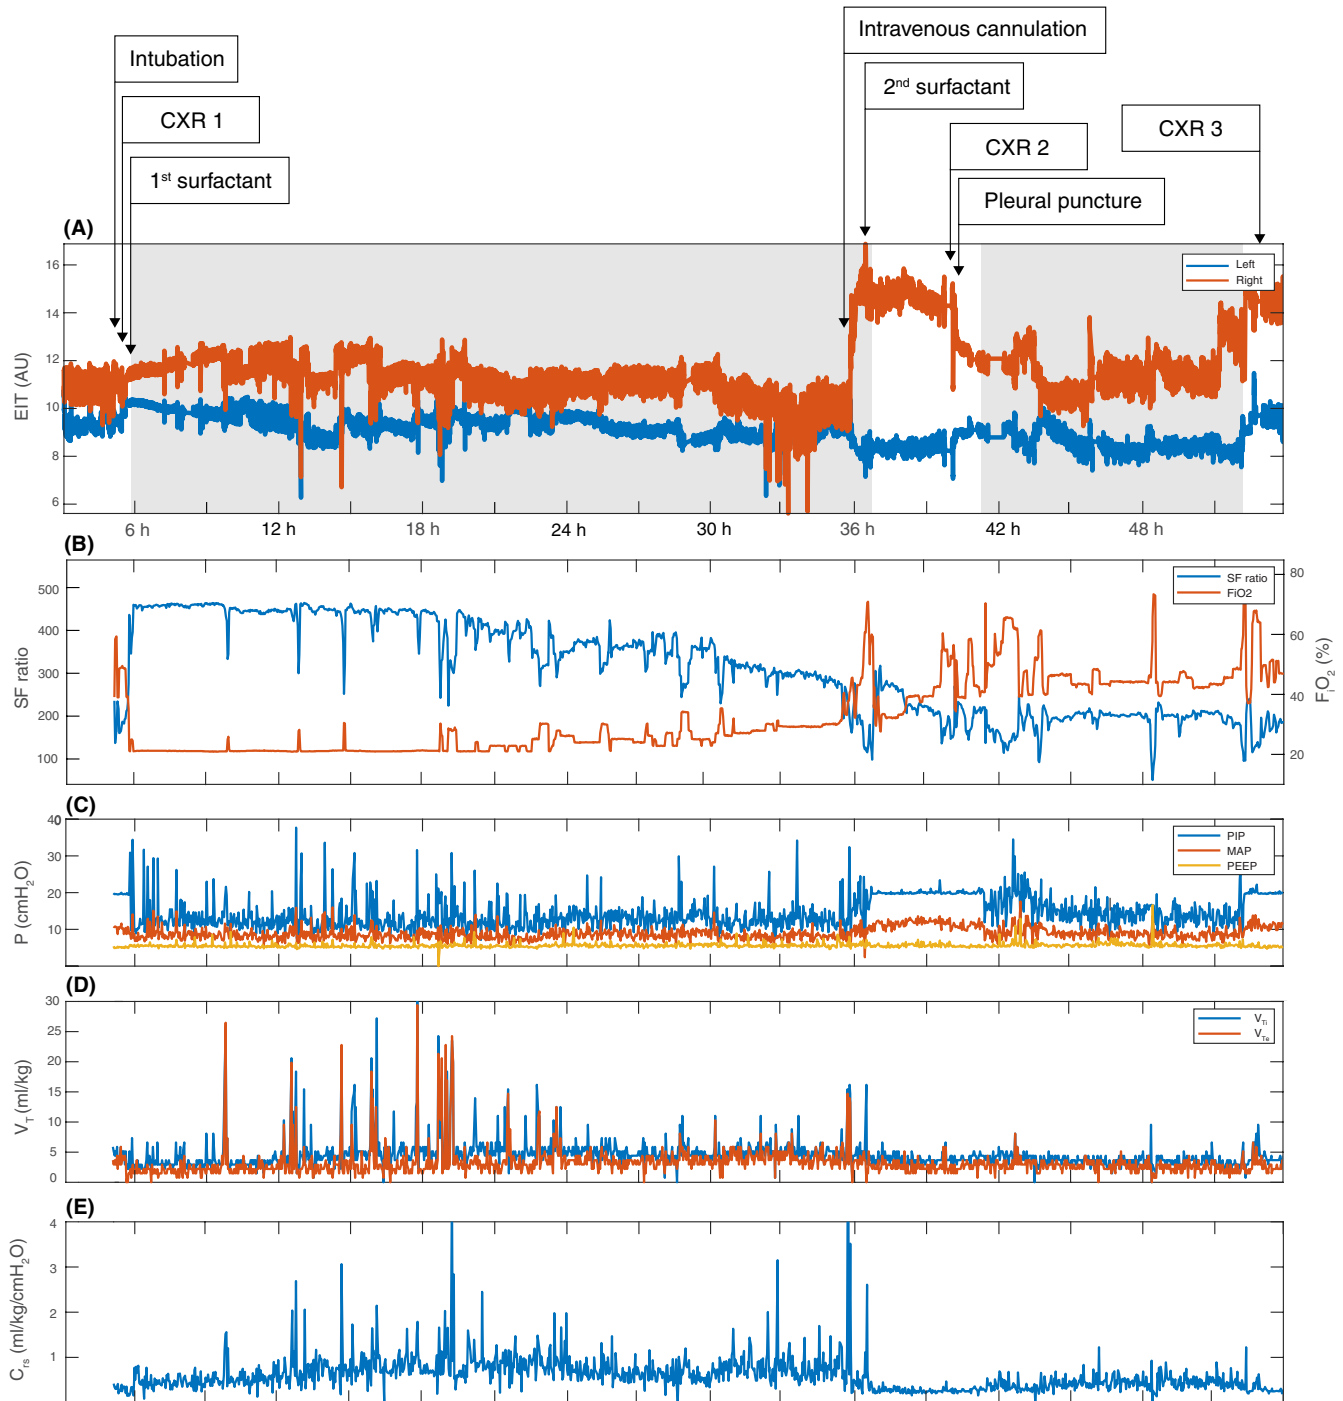 Intravenous cannulation
Intubation
2nd surfactant
CXR 1
CXR 3
CXR 2
1st surfactant
Pleural puncture
(A)
EIT (AU)
16
14
12
10
8
6
Left
Right
6 h
12 h
18 h
24 h
30 h
36 h
42 h
48 h
(B)
SF ratio
500
400
300
200
100
SF ratio
FiO2
80
60
40
20
FiO2 (%)
(C)
P (cmH2O)
40
30
20
10
0
PIP
MAP
PEEP
(D)
VT (ml/kg)
30
25
20
15
10
5
0
VTi
VTe
(E)
Crs (ml/kg/cmH2O)
4
3
2
1